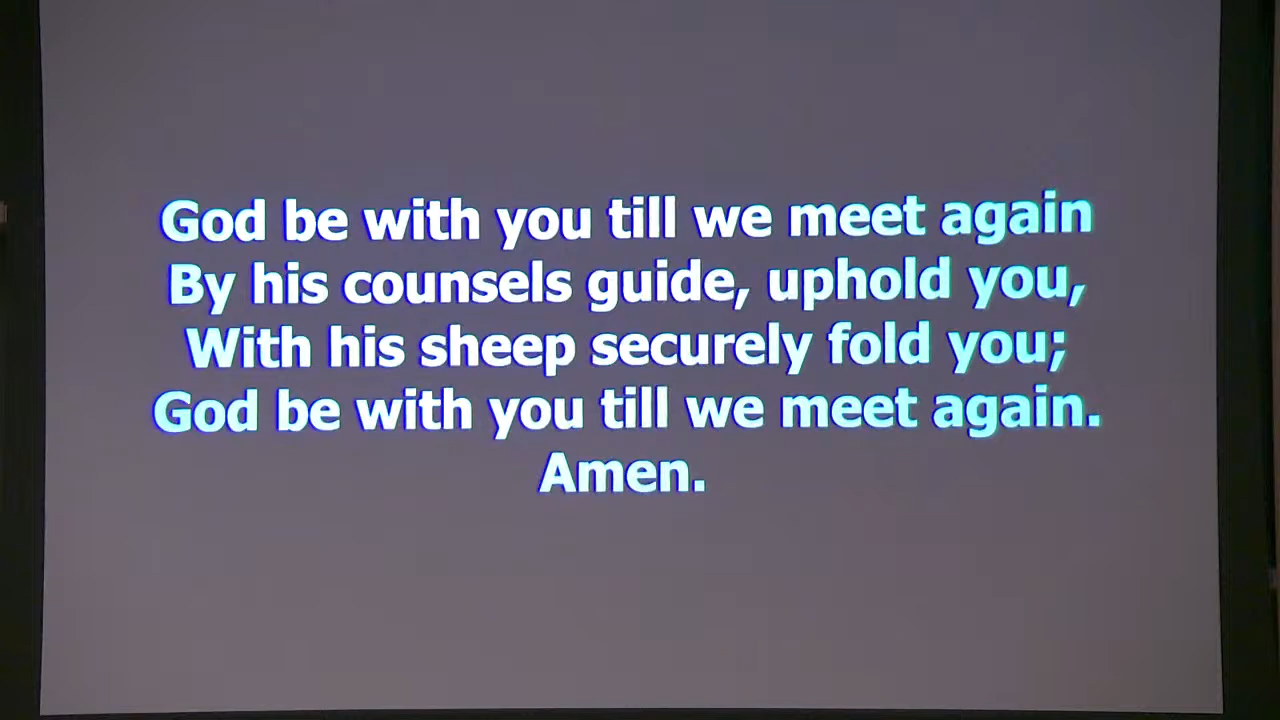 God be with you till we meet again
By his counsels guide, uphold you,
With his sheep securely fold you;
God be with you till we meet again.
Amen.